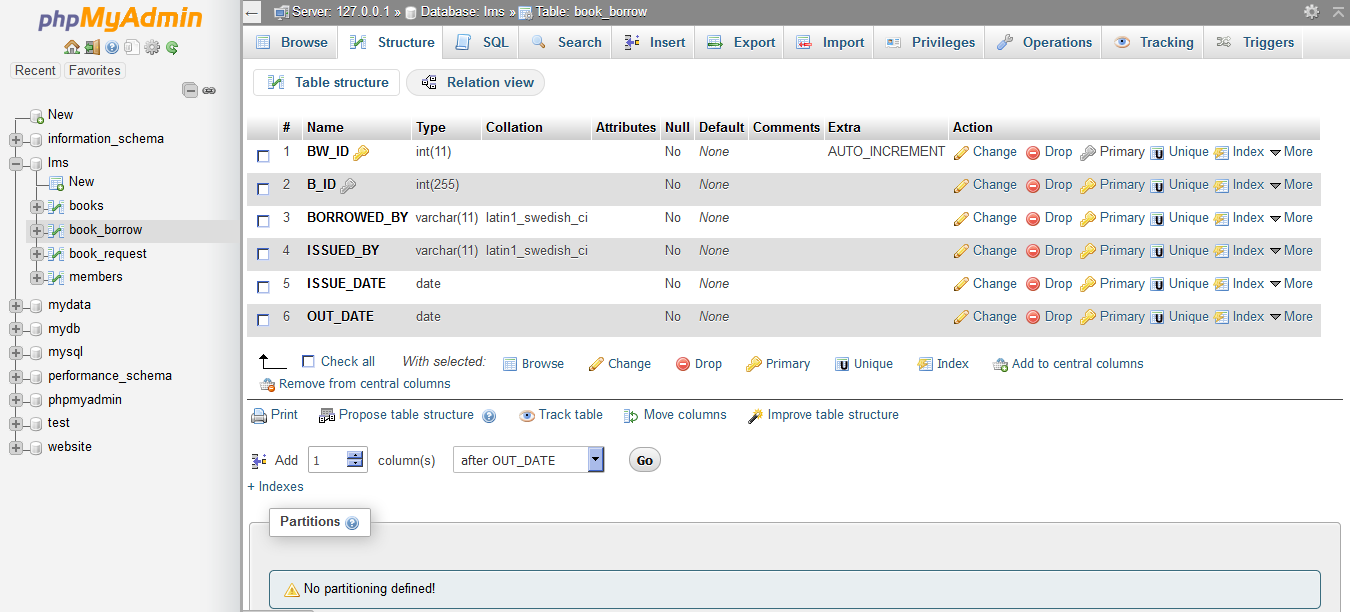 phpMyAdmin
Recent Favorites
New
information_schema
lms
New
books
book_borrow
book_request
members
mydata
mydb
mysql
performance_schema
phpmyadmin
test
website
Server: 127.0.0.1 » Database: lms » Table: book_borrow
Browse Structure SQL Search Insert Export Import Privileges Operations Tracking Triggers
Table structure Relation view
# Name Type Collation Attributes Null Default Comments Extra Action
1 BW_ID int(11) No None AUTO_INCREMENT Change Drop Primary Unique Index More
2 B_ID int(255) No None Change Drop Primary Unique Index More
3 BORROWED_BY varchar(11) latin1_swedish_ci No None Change Drop Primary Unique Index More
4 ISSUED_BY varchar(11) latin1_swedish_ci No None Change Drop Primary Unique Index More
5 ISSUE_DATE date No None Change Drop Primary Unique Index More
6 OUT_DATE date No None Change Drop Primary Unique Index More
Check all With selected: Browse Change Drop Primary Unique Index Add to central columns
Remove from central columns
Print Propose table structure Track table Move columns Improve table structure
Add 1 column(s) after OUT_DATE Go
+ Indexes
Partitions
No partitioning defined!